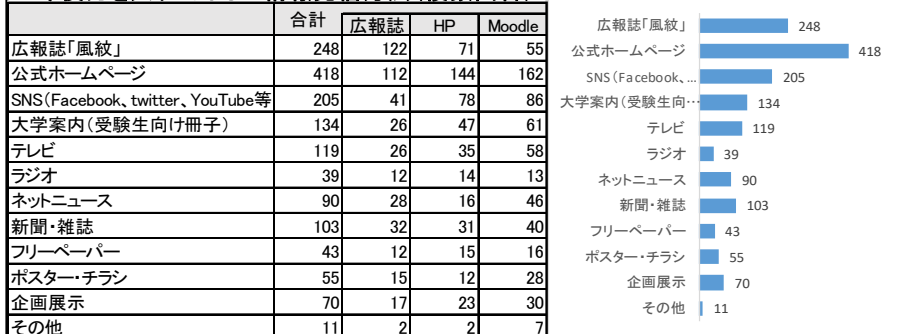 合計 広報誌 HP Moodle
広報誌「風紋」 248 122 71 55
公式ホームページ 418 112 144 162
SNS(Facebook、twitter、YouTube等 205 41 78 86
大学案内(受験生向け冊子) 134 26 47 61
テレビ 119 26 35 58
ラジオ 39 12 14 13
ネットニュース 90 28 16 46
新聞・雑誌 103 32 31 40
フリーペーパー 43 12 15 16
ポスター・チラシ 55 15 12 28
企画展示 70 17 23 30
その他 11 2 2 7
広報誌「風紋」 248
公式ホームページ 418
SNS(Facebook、… 205
大学案内(受験生向… 134
テレビ 119
ラジオ 39
ネットニュース 90
新聞・雑誌 103
フリーペーパー 43
ポスター・チラシ 55
企画展示 70
その他 11